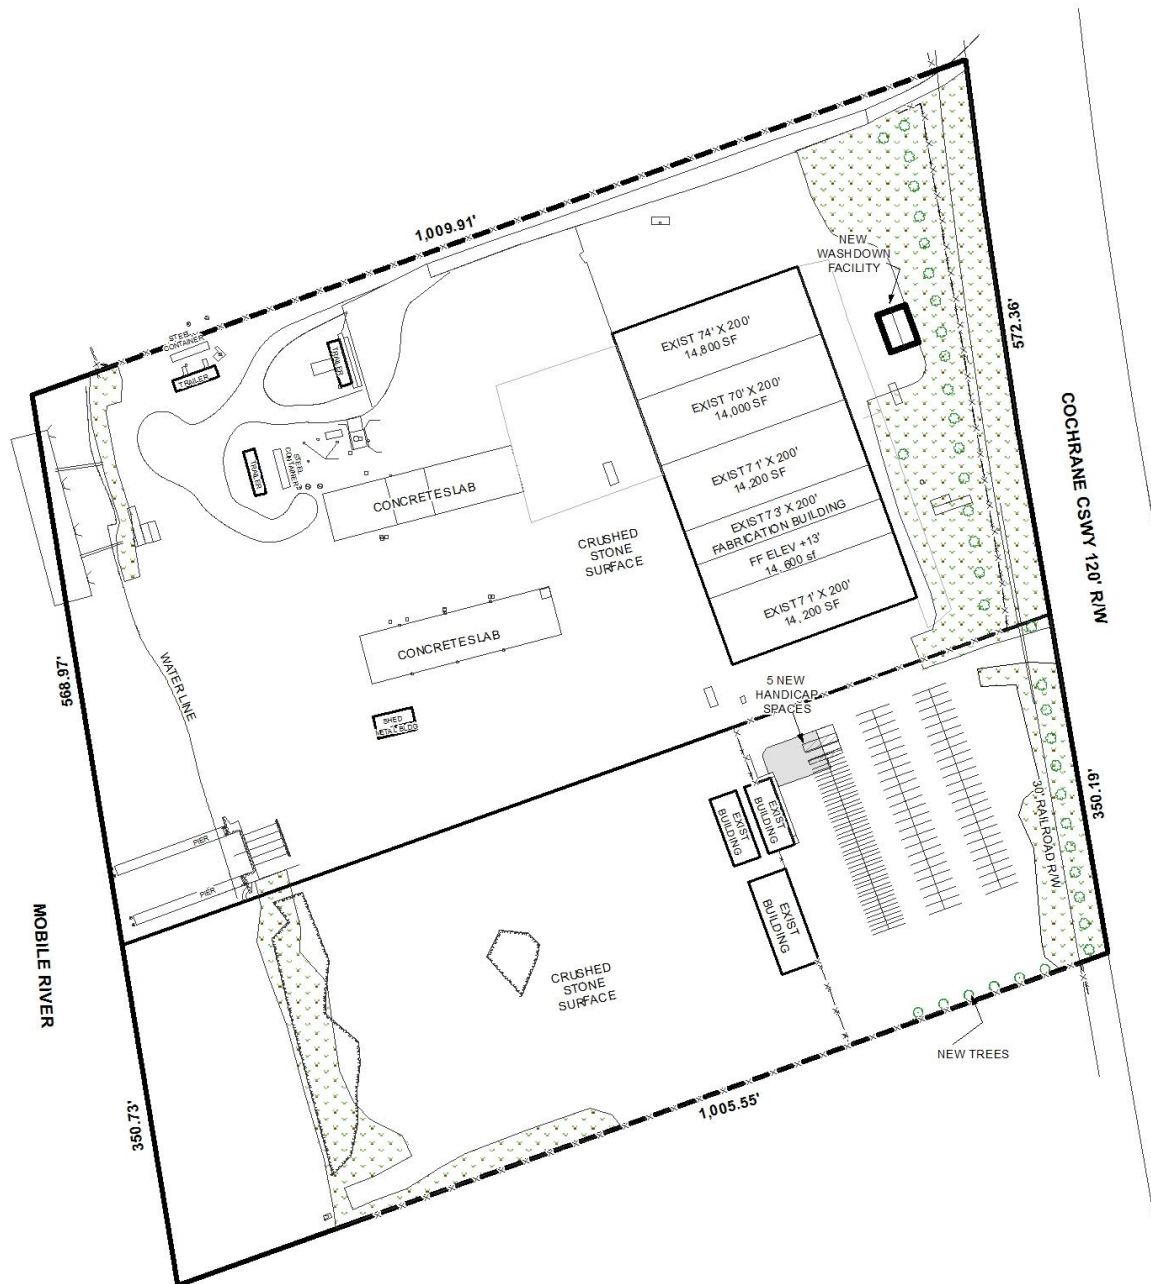 1,009.91'
NEW
WASHDOWN
FACILITY
STEEL
CONTAINER
TRAILER
TRAILER
572.36'
EXIST 74' X 200'
14,800 SF
EXIST 70' X 200'
14,000 SF
EXIST 71' X 200'
14,200 SF
EXIST 73' X 200'
FABRICATION BUILDING
FF ELEV +13'
14,600 sf
EXIST 71' X 200'
14,200 SF
COCHRANE CSWY 120' R/W
TRAILER
STEEL
CONTAINER
CONCRETE SLAB
CRUSHED
STONE
SURFACE
CONCRETE SLAB
568.97'
WATER LINE
SHED
METAL BLDG
5 NEW
HANDICAP
SPACES
350.19'
30' RAILROAD R/W
EXIST
BUILDING
EXIST
BUILDING
EXIST
BUILDING
PIER
PIER
MOBILE RIVER
CRUSHED
STONE
SURFACE
NEW TREES
350.73'
1,005.55'